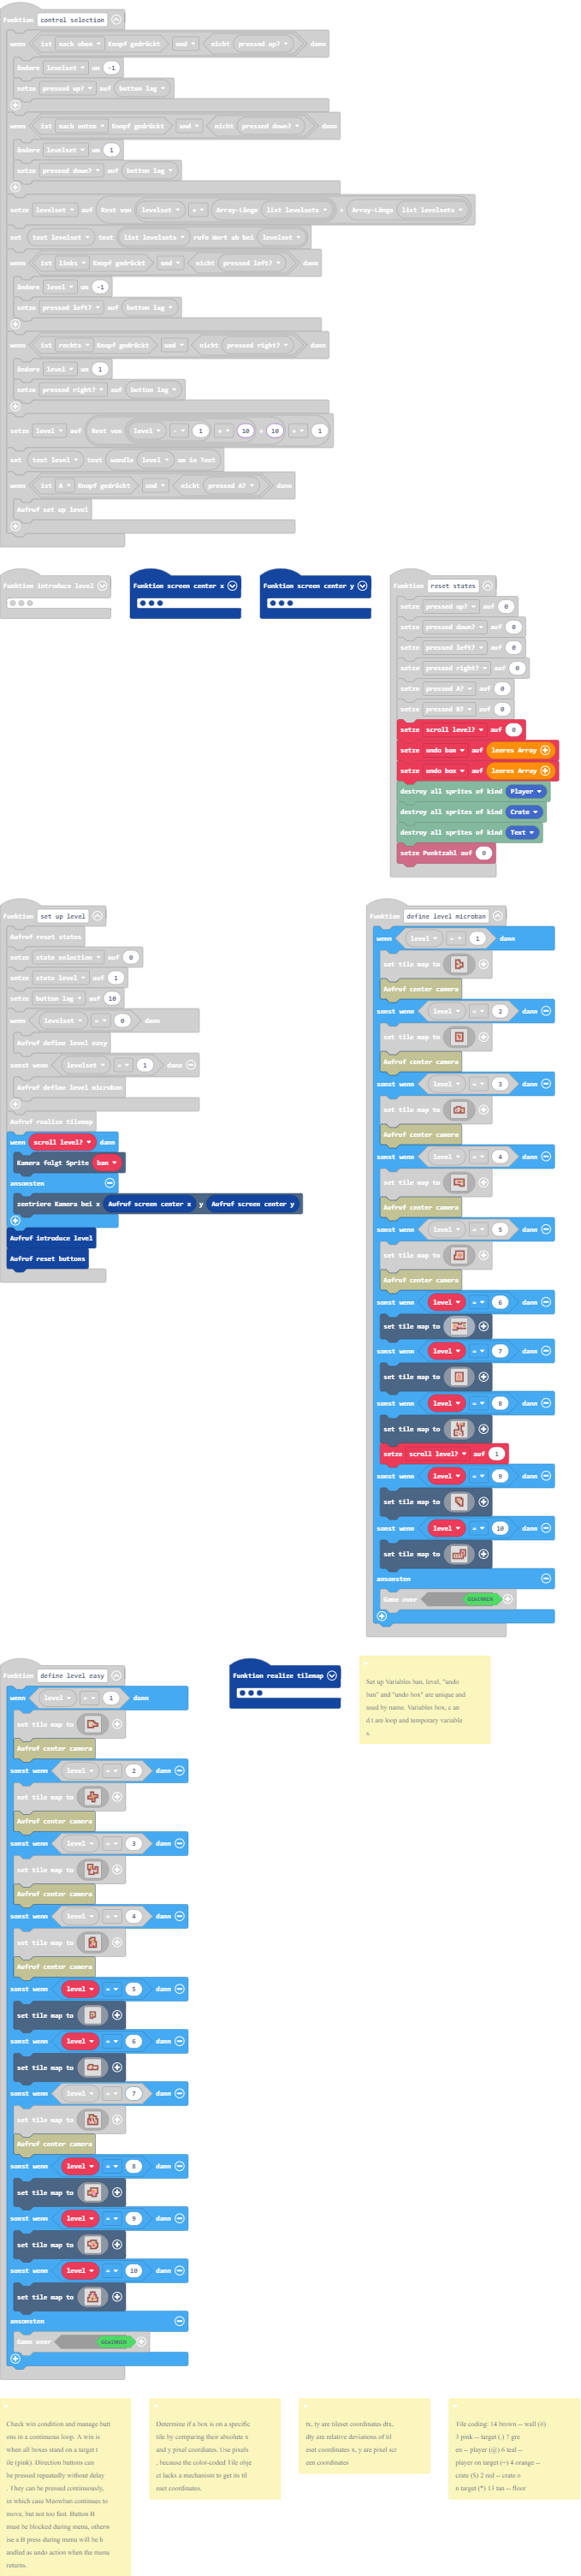 Funktion control selection
wenn ist nach oben Knopf gedrückt und nicht pressed up? dann
ändere levelset um -1
setze pressed up? auf button lag
wenn ist nach unten Knopf gedrückt und nicht pressed down? dann
ändere levelset um 1
setze pressed down? auf button lag
setze levelset auf Rest von levelset + Array-Länge list levelsets ÷ Array-Länge list levelsets
set text levelset text list levelsets rufe Wert ab bei levelset
wenn ist links Knopf gedrückt und nicht pressed left? dann
ändere level um -1
setze pressed left? auf button lag
wenn ist rechts Knopf gedrückt und nicht pressed right? dann
ändere level um 1
setze pressed right? auf button lag
setze level auf Rest von level - 1 + 10 ÷ 10 + 1
set text level text wandle level um in Text
wenn ist A Knopf gedrückt und nicht pressed A? dann
Aufruf set up level
Funktion introduce level
Funktion screen center x
Funktion screen center y
Funktion reset states
setze pressed up? auf 0
setze pressed down? auf 0
setze pressed left? auf 0
setze pressed right? auf 0
setze pressed A? auf 0
setze pressed B? auf 0
setze scroll level? auf 0
setze undo ban auf leeres Array
setze undo box auf leeres Array
destroy all sprites of kind Player
destroy all sprites of kind Crate
destroy all sprites of kind Text
setze Punktzahl auf 0
Funktion set up level
Aufruf reset states
setze state selection auf 0
setze state level auf 1
setze button lag auf 10
wenn levelset = 0 dann
Aufruf define level easy
sonst wenn levelset = 1 dann
Aufruf define level microban
Aufruf realize tilemap
wenn scroll level? dann
Kamera folgt Sprite ban
ansonsten
zentriere Kamera bei x Aufruf screen center x y Aufruf screen center y
Aufruf introduce level
Aufruf reset buttons
Funktion define level microban
wenn level = 1 dann
set tile map to
Aufruf center camera
sonst wenn level = 2 dann
set tile map to
Aufruf center camera
sonst wenn level = 3 dann
set tile map to
Aufruf center camera
sonst wenn level = 4 dann
set tile map to
Aufruf center camera
sonst wenn level = 5 dann
set tile map to
Aufruf center camera
sonst wenn level = 6 dann
set tile map to
sonst wenn level = 7 dann
set tile map to
sonst wenn level = 8 dann
set tile map to
setze scroll level? auf 1
sonst wenn level = 9 dann
set tile map to
sonst wenn level = 10 dann
set tile map to
ansonsten
Game over GEWINNEN
Funktion define level easy
wenn level = 1 dann
set tile map to
Aufruf center camera
sonst wenn level = 2 dann
set tile map to
Aufruf center camera
sonst wenn level = 3 dann
set tile map to
Aufruf center camera
sonst wenn level = 4 dann
set tile map to
Aufruf center camera
sonst wenn level = 5 dann
set tile map to
sonst wenn level = 6 dann
set tile map to
sonst wenn level = 7 dann
set tile map to
Aufruf center camera
sonst wenn level = 8 dann
set tile map to
sonst wenn level = 9 dann
set tile map to
sonst wenn level = 10 dann
set tile map to
ansonsten
Game over GEWINNEN
Funktion realize tilemap
Set up Variables ban, level, "undo
ban" and "undo box" are unique and
used by name. Variables box, c an
d t are loop and temporary variable
s.
Check win condition and manage butt
ons in a continuous loop. A win is
when all boxes stand on a target t
ile (pink). Direction buttons can
be pressed repeatedly without delay
. They can be pressed continuously,
in which case Meowban continues to
move, but not too fast. Button B
must be blocked during menu, otherw
ise a B press during menu will be h
andled as undo action when the menu
returns.
Determine if a box is on a specific
tile by comparing their absolute x
and y pixel coordiates. Use pixels
, because the color-coded Tile obje
ct lacks a mechanism to get its til
eset coordinates.
tx, ty are tileset coordinates dtx,
dty are relative deviations of til
eset coordinates x, y are pixel scr
een coordinates
Tile coding: 14 brown -- wall (#)
3 pink -- target (.) 7 gre
en -- player (@) 6 teal --
player on target (+) 4 orange --
crate ($) 2 red -- crate o
n target (*) 13 tan -- floor